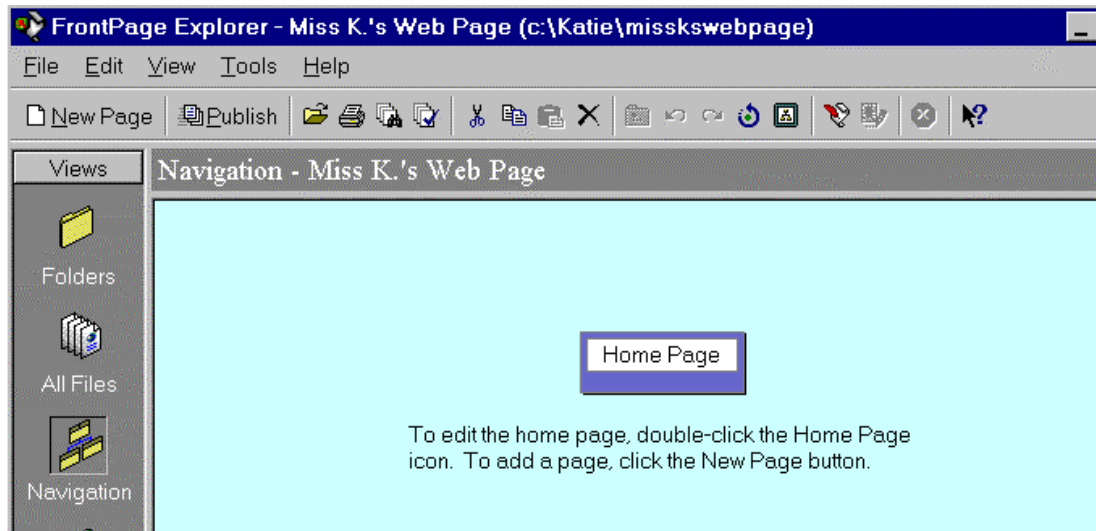 FrontPage Explorer - Miss K.'s Web Page (c:\Katie\misskswebpage)
File Edit View Tools Help
New Page Publish
Views
Navigation - Miss K.'s Web Page
Folders
All Files
Navigation
Home Page
To edit the home page, double-click the Home Page
icon. To add a page, click the New Page button.